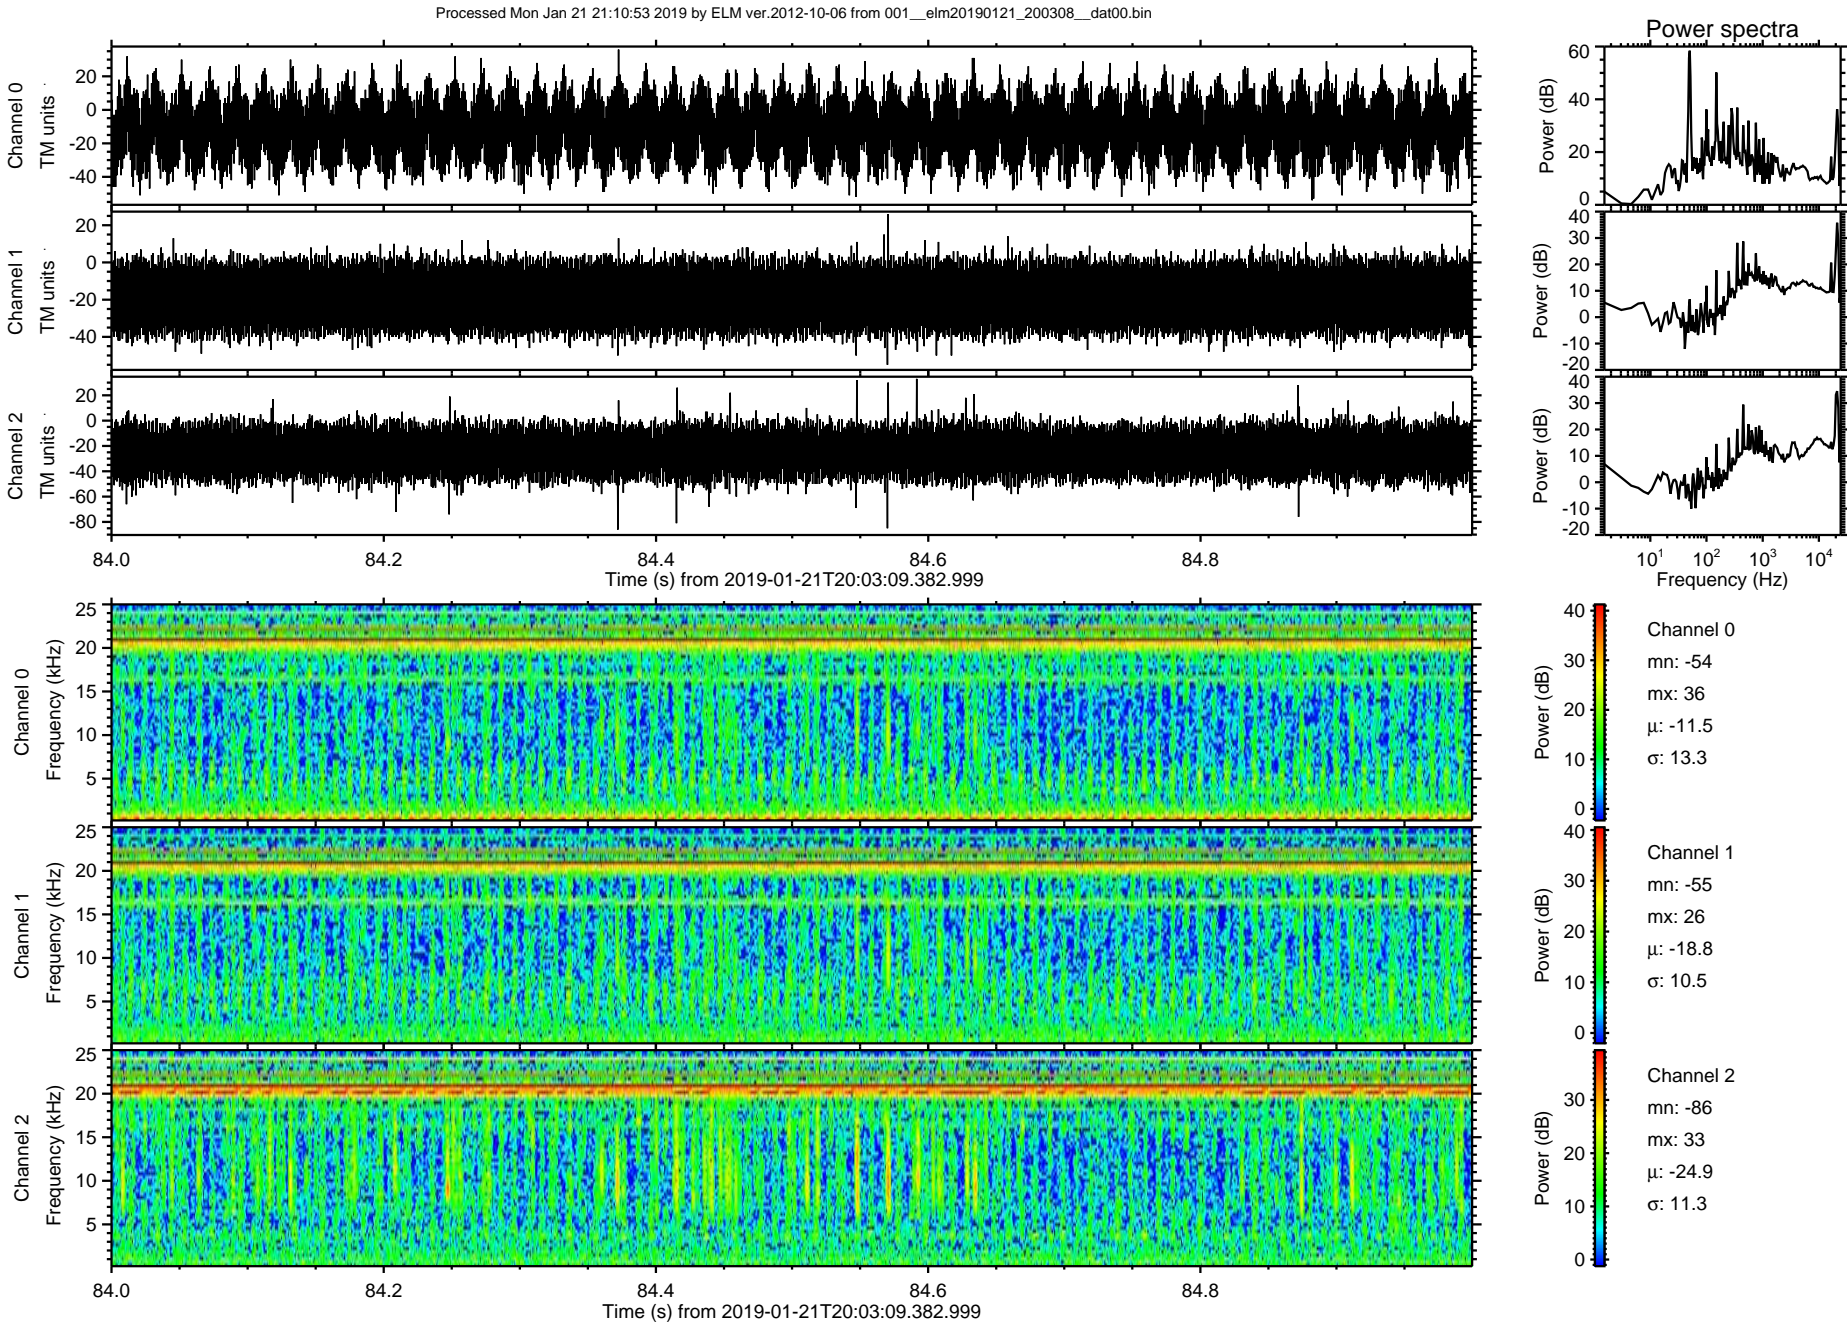 Processed Mon Jan 21 21:10:53 2019 by ELM ver.2012-10-06 from 001__elm20190121_200308__dat00.bin
Power spectra
Channel 0
TM units
20
0
-20
-40
Power (dB)
60
40
20
0
Channel 1
TM units
20
0
-20
-40
Power (dB)
40
30
20
10
0
-10
-20
Channel 2
TM units
20
0
-20
-40
-60
-80
Power (dB)
40
30
20
10
0
-10
-20
84.0 84.2 84.4 84.6 84.8
Time (s) from 2019-01-21T20:03:09.382.999
10^1 10^2 10^3 10^4
Frequency (Hz)
Channel 0
Frequency (kHz)
25
20
15
10
5
Power (dB)
40
30
20
10
0
Channel 0
mn: -54
mx: 36
μ: -11.5
σ: 13.3
Channel 1
Frequency (kHz)
25
20
15
10
5
Power (dB)
40
30
20
10
0
Channel 1
mn: -55
mx: 26
μ: -18.8
σ: 10.5
Channel 2
Frequency (kHz)
25
20
15
10
5
Power (dB)
30
20
10
0
Channel 2
mn: -86
mx: 33
μ: -24.9
σ: 11.3
84.0 84.2 84.4 84.6 84.8
Time (s) from 2019-01-21T20:03:09.382.999